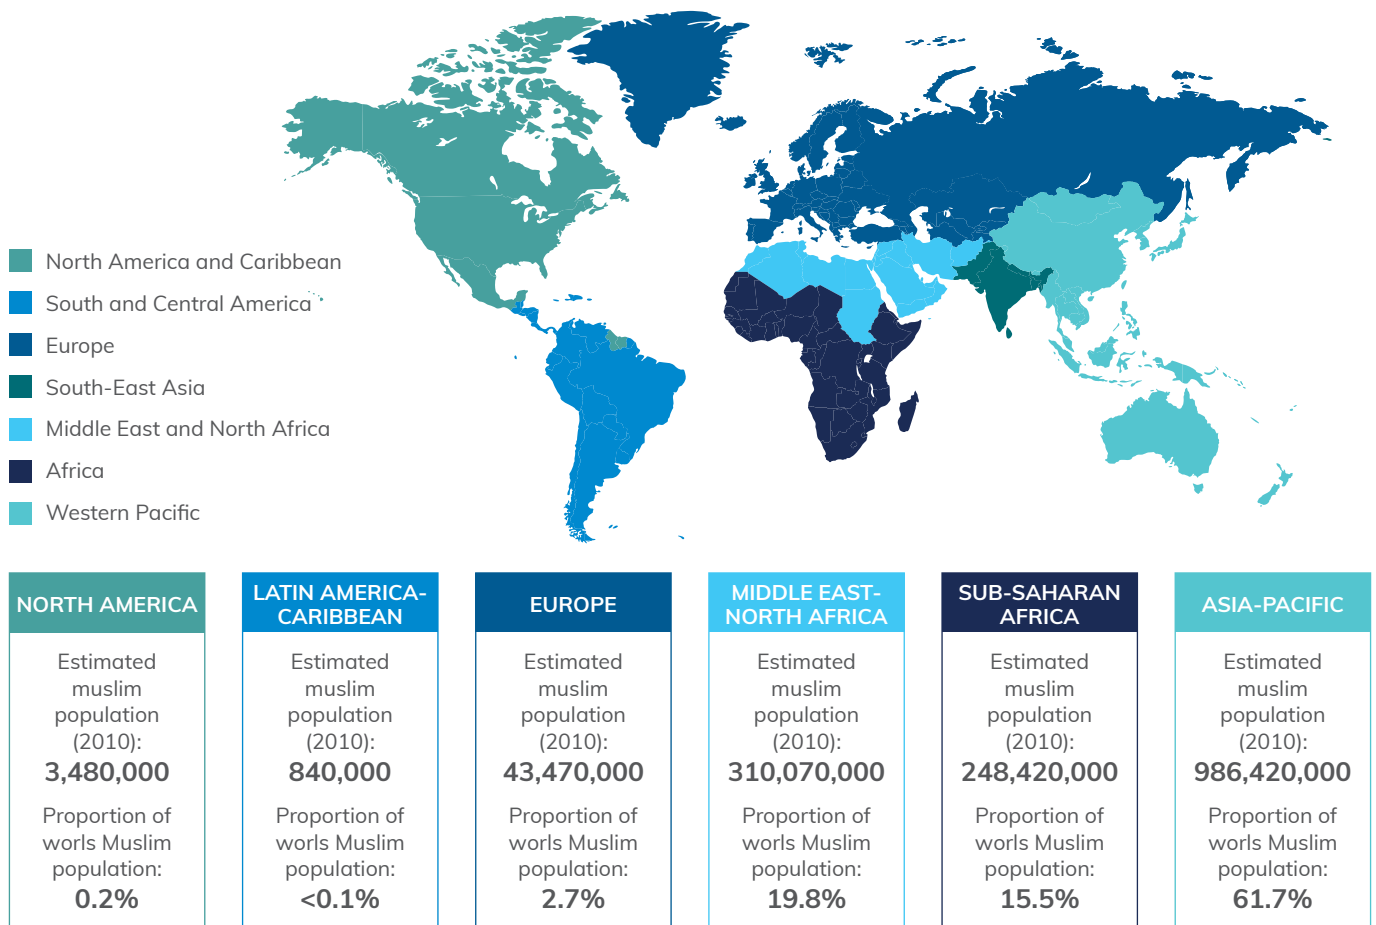 North America and Caribbean
South and Central America
Europe
South-East Asia
Middle East and North Africa
Africa
Western Pacific
NORTH AMERICA
Estimated
muslim
population
(2010):
3,480,000
Proportion of
worls Muslim
population:
0.2%
LATIN AMERICA-
CARIBBEAN
Estimated
muslim
population
(2010):
840,000
Proportion of
worls Muslim
population:
<0.1%
EUROPE
Estimated
muslim
population
(2010):
43,470,000
Proportion of
worls Muslim
population:
2.7%
MIDDLE EAST-
NORTH AFRICA
Estimated
muslim
population
(2010):
310,070,000
Proportion of
worls Muslim
population:
19.8%
SUB-SAHARAN
AFRICA
Estimated
muslim
population
(2010):
248,420,000
Proportion of
worls Muslim
population:
15.5%
ASIA-PACIFIC
Estimated
muslim
population
(2010):
986,420,000
Proportion of
worls Muslim
population:
61.7%